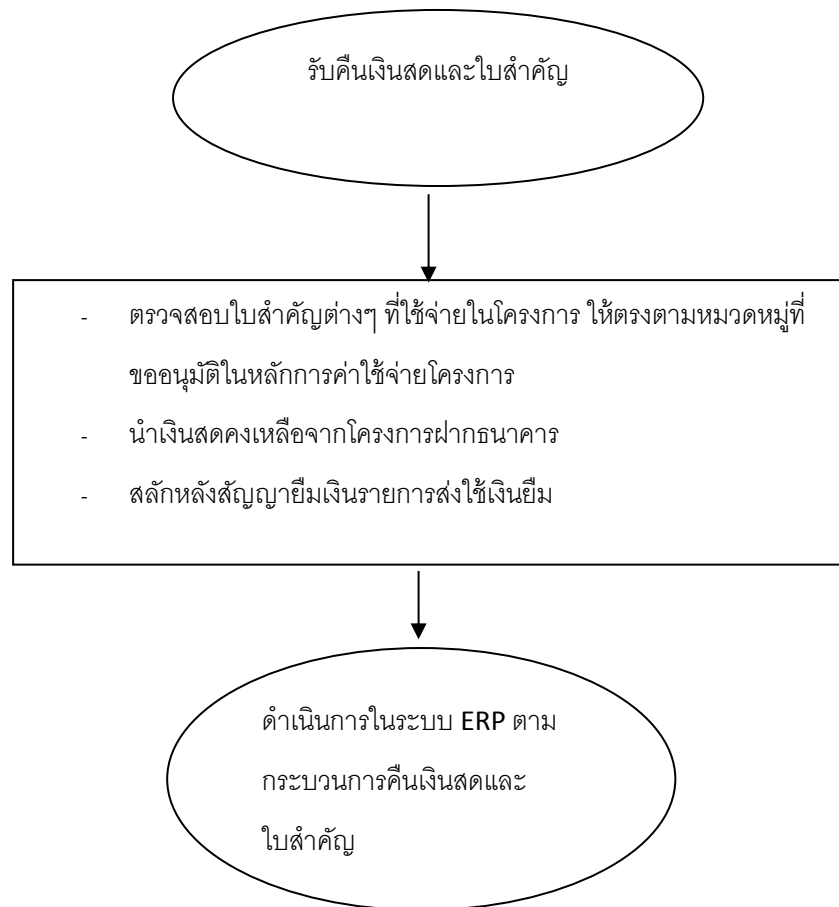 รับคืนเงินสดและใบสำคัญ
- ตรวจสอบใบสำคัญต่างๆ ที่ใช้จ่ายในโครงการ ให้ตรงตามหมวดหมู่ที่
ขออนุมัติในหลักการค่าใช้จ่ายโครงการ
- นำเงินสดคงเหลือจากโครงการฝากธนาคาร
- สลักหลังสัญญายืมเงินรายการส่งใช้เงินยืม
ดำเนินการในระบบ ERP ตาม
กระบวนการคืนเงินสดและ
ใบสำคัญ